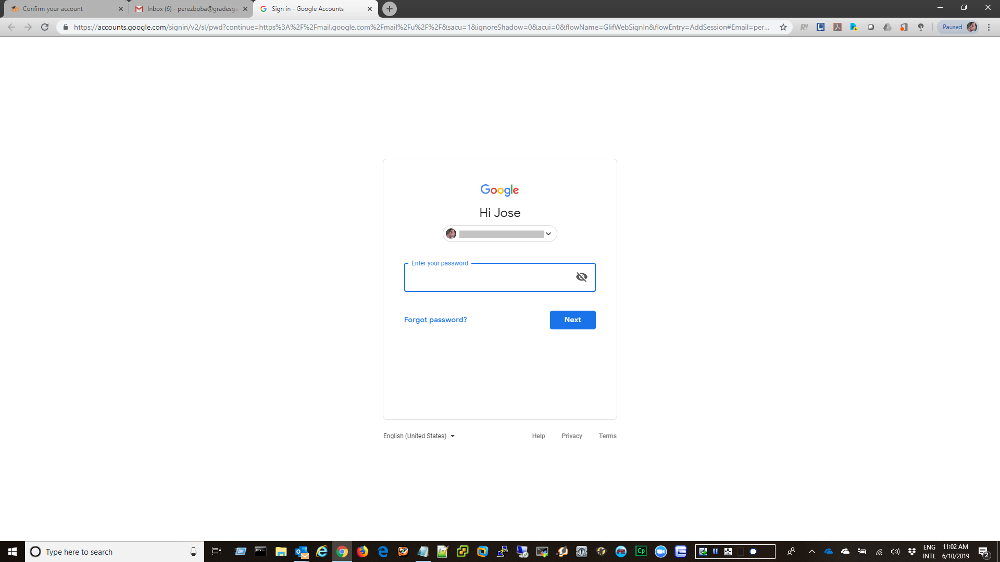 Confirm your account
Inbox (6) - perezboba@gradesga
Sign in - Google Accounts
https://accounts.google.com/signin/v2/sl/pwd?continue=https%3A%2F%2Fmail.google.com%2Fmail%2Fu%2F%2F&sacu=1&ignoreShadow=0&acui=0&flowName=GlifWebSignIn&flowEntry=AddSession#Email=per...
R!
Paused
Google
Hi Jose
Enter your password
Forgot password?
Next
English (United States)
Help
Privacy
Terms
Type here to search
Cp
ENG
INTL
11:02 AM
6/10/2019
2